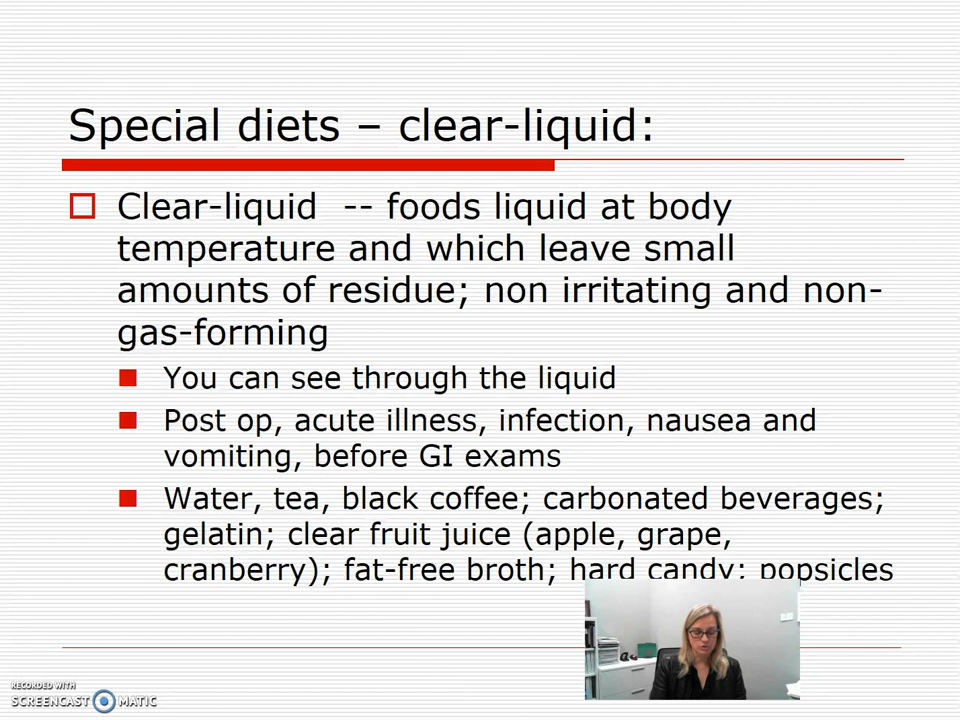 Special diets – clear-liquid:
Clear-liquid -- foods liquid at body
temperature and which leave small
amounts of residue; non irritating and non-
gas-forming
You can see through the liquid
Post op, acute illness, infection, nausea and
vomiting, before GI exams
Water, tea, black coffee; carbonated beverages;
gelatin; clear fruit juice (apple, grape,
cranberry); fat-free broth; hard candy; popsicles
RECORDED WITH
SCREENCAST MATIC